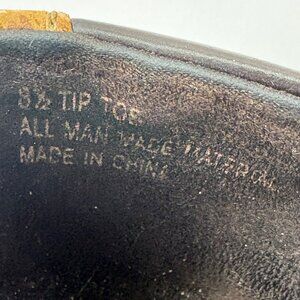 8½ TIP TOE
ALL MAN MADE MATERIAL
MADE IN CHINA